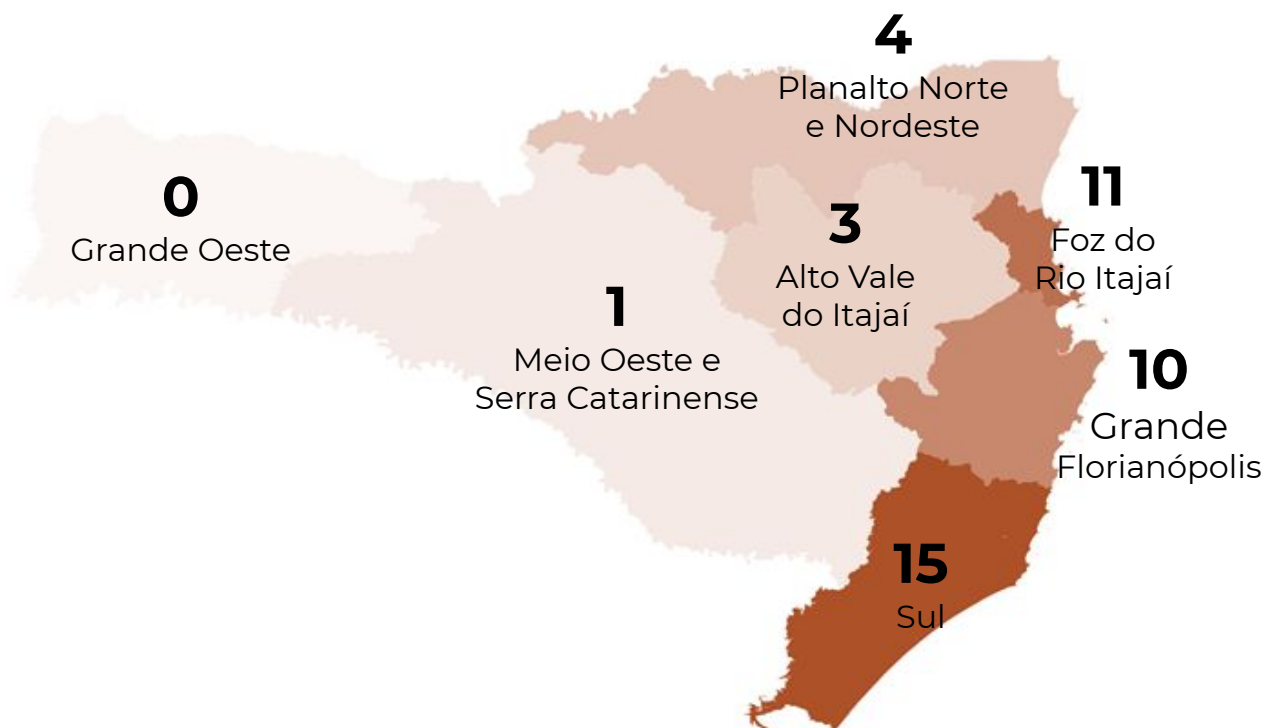 4
Planalto Norte
e Nordeste
0
Grande Oeste
3
Alto Vale
do Itajaí
11
Foz do
Rio Itajaí
1
Meio Oeste e
Serra Catarinense
10
Grande
Florianópolis
15
Sul